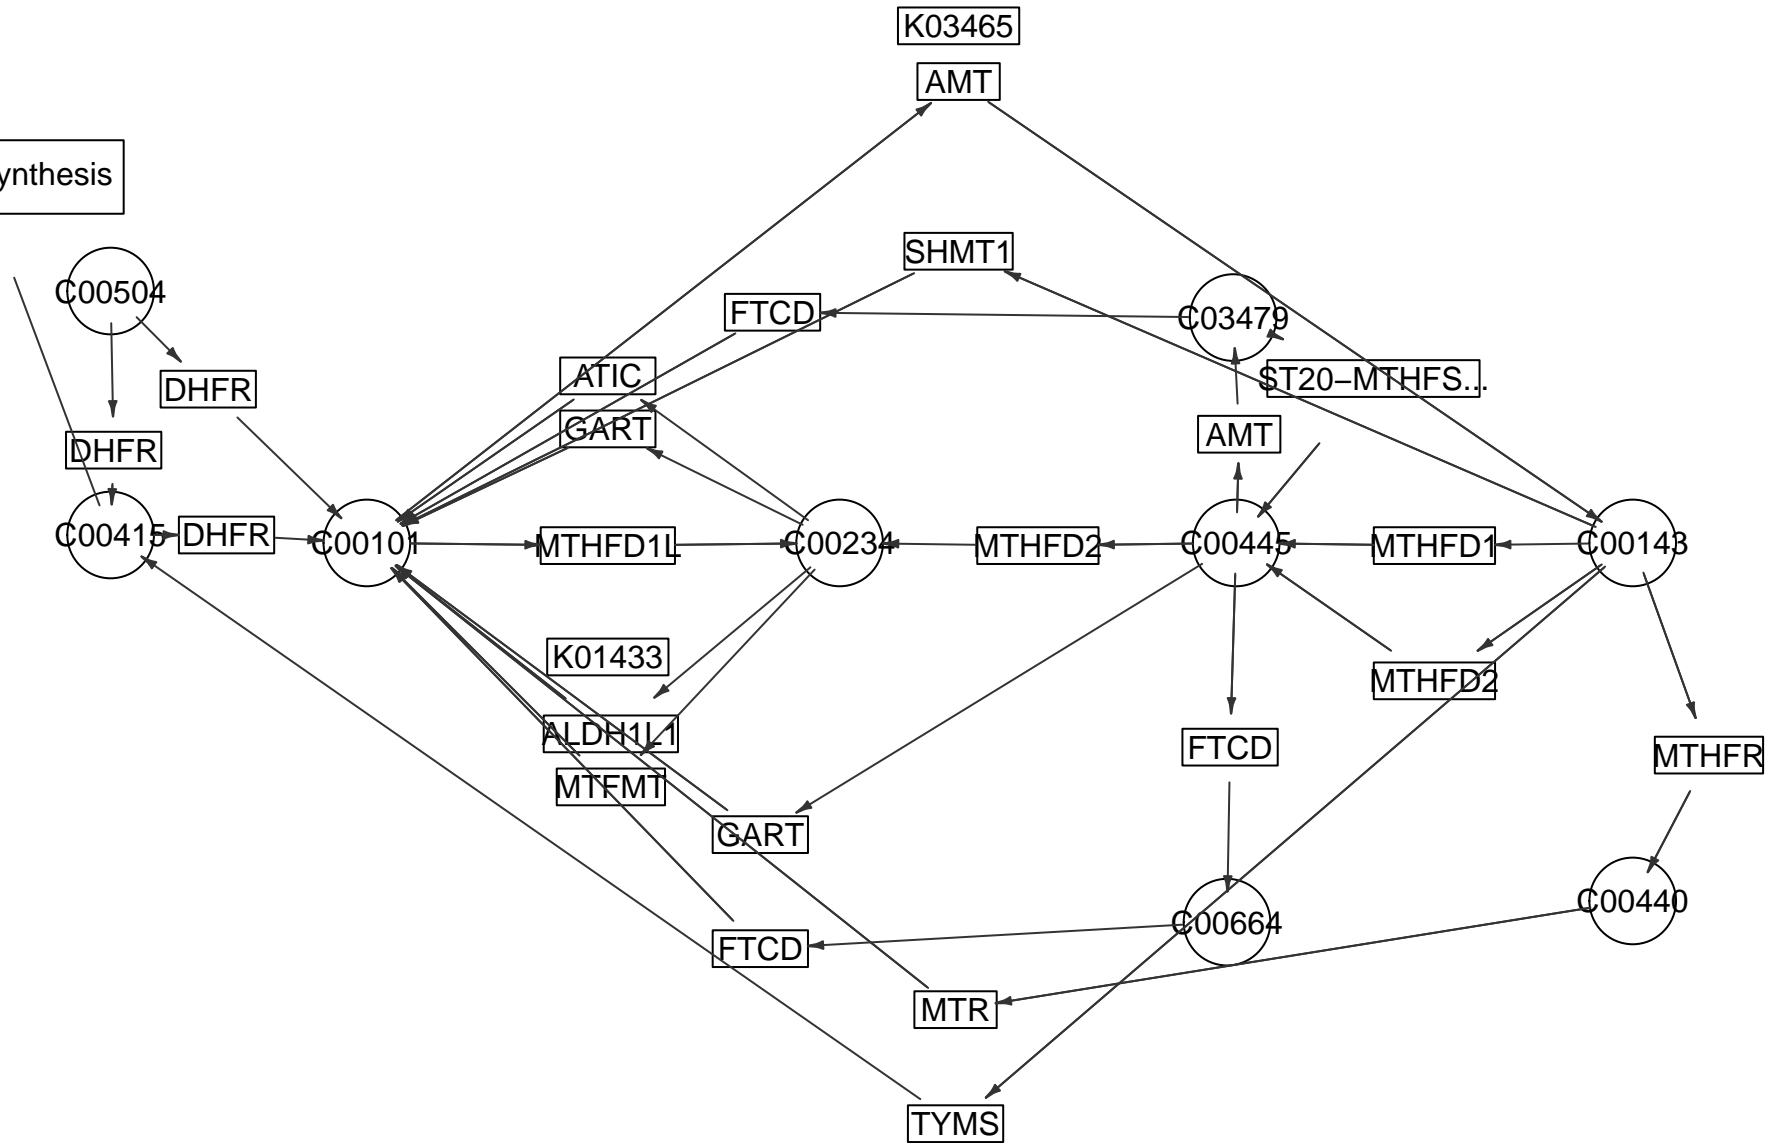 K03465
AMT
ynthesis
SHMT1
C00504
FTCD
C03479
ATIC
DHFR
ST20−MTHFS...
GART
AMT
DHFR
C00415
DHFR
C00101
MTHFD1L
C00234
MTHFD2
C00445
MTHFD1
C00143
K01433
MTHFD2
ALDH1L1
FTCD
MTHFR
MTFMT
GART
C00440
C00664
FTCD
MTR
TYMS